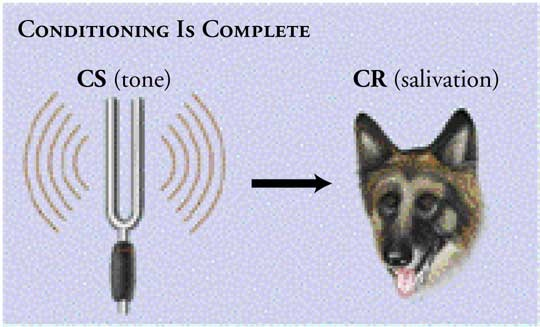 CONDITIONING IS COMPLETE
CS (tone)
CR (salivation)